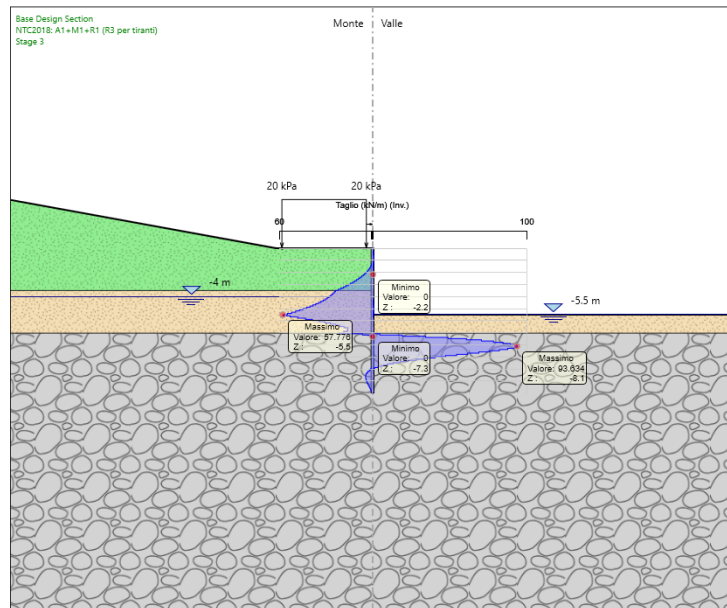 Base Design Section
NTC2018: A1+M1+R1 (R3 per tiranti)
Stage 3
Monte
Valle
20 kPa
20 kPa
Taglio (kN/m) (Inv.)
60
100
-4 m
-5.5 m
Minimo
Valore: 0
Z : -2.2
Massimo
Valore: 57.776
Z : -5.5
Minimo
Valore: 0
Z : -7.3
Massimo
Valore: 93.634
Z : -8.1